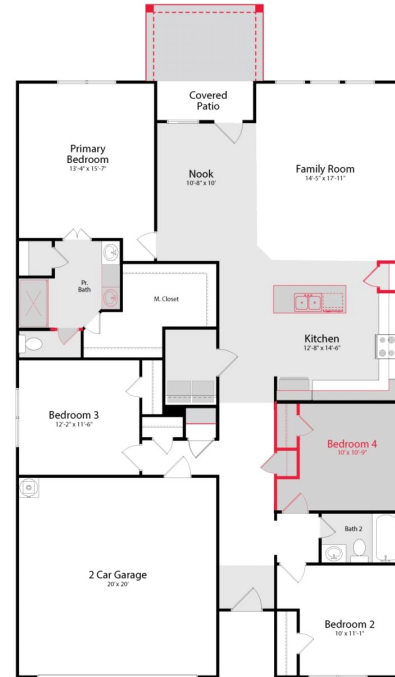 Covered
Patio
Primary
Bedroom
13'-4" x 15'-7"
Nook
10'-8" x 10'
Family Room
14'-5" x 17'-11"
Pr.
Bath
M. Closet
Kitchen
12'-8" x 14'-6"
Bedroom 3
12'-2" x 11'-6"
Bedroom 4
10' x 10'-9"
Bath 2
2 Car Garage
20' x 20'
Bedroom 2
10' x 11'-1"